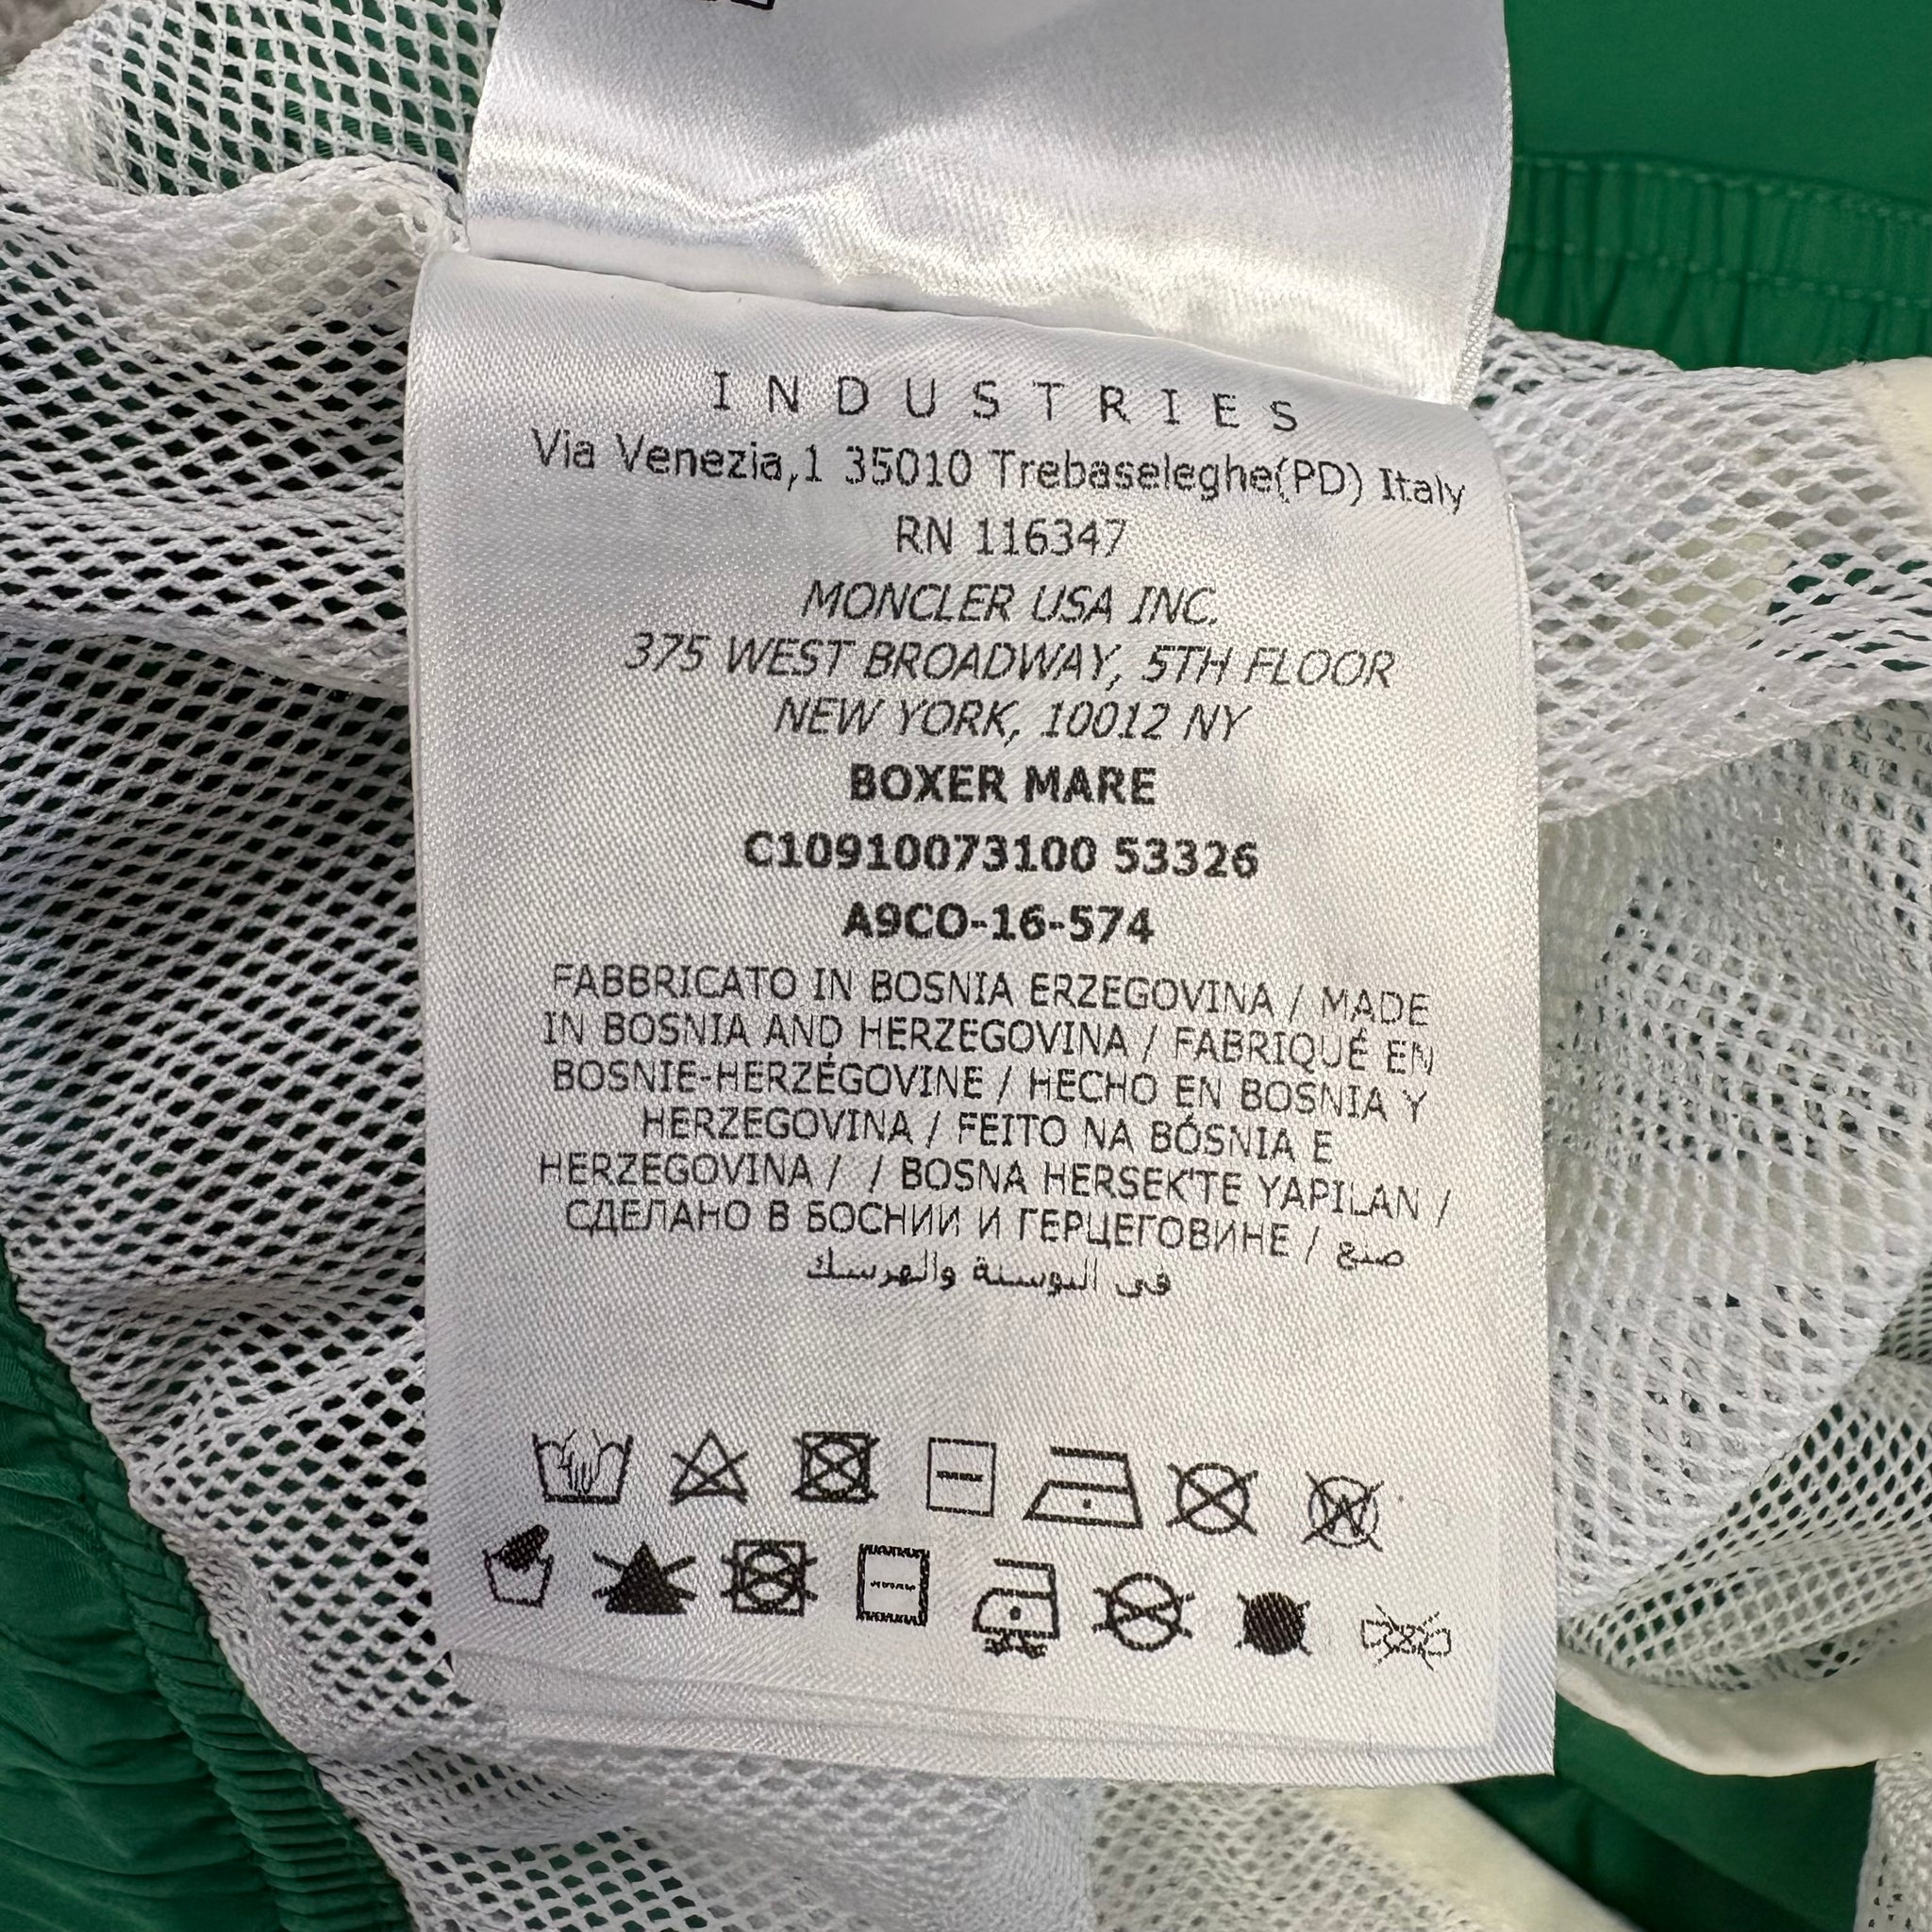 INDUSTRIES
Via Venezia,1 35010 Trebaseleghe(PD) Italy
RN 116347
MONCLER USA INC.
375 WEST BROADWAY, 5TH FLOOR
NEW YORK, 10012 NY
BOXER MARE
C10910073100 53326
A9CO-16-574
FABBRICATO IN BOSNIA ERZEGOVINA / MADE
IN BOSNIA AND HERZEGOVINA / FABRIQUÉ EN
BOSNIE-HERZÉGOVINE / HECHO EN BOSNIA Y
HERZEGOVINA / FEITO NA BÓSNIA E
HERZEGOVINA / / BOSNA HERSEK'TE YAPILAN /
СДЕЛАНО В БОСНИИ И ГЕРЦЕГОВИНЕ / صنع
في البوسنة والهرسك